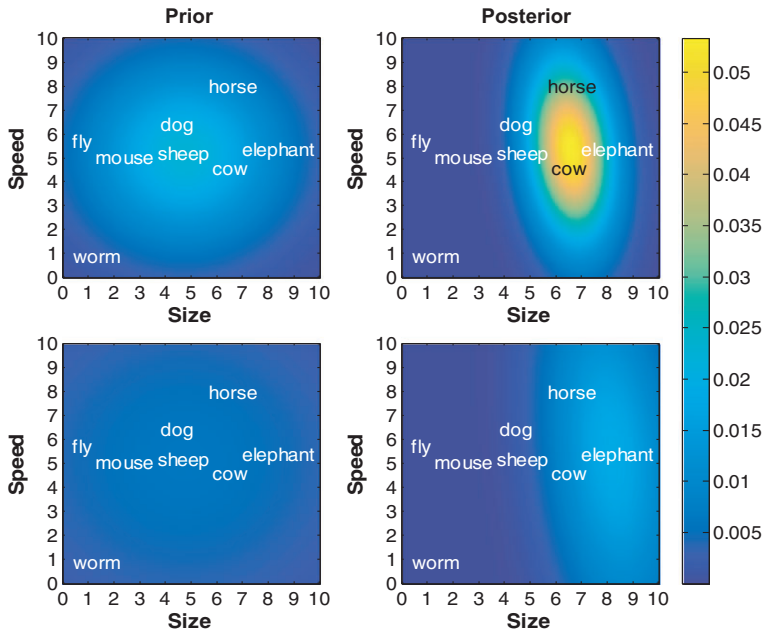 Prior
Posterior
10
9
8
7
6
5
4
3
2
1
0
Speed
horse
dog
fly
mouse
sheep
elephant
cow
worm
0 1 2 3 4 5 6 7 8 9 10
Size
10
9
8
7
6
5
4
3
2
1
0
Speed
horse
dog
fly
mouse
sheep
elephant
cow
worm
0 1 2 3 4 5 6 7 8 9 10
Size
10
9
8
7
6
5
4
3
2
1
0
Speed
horse
dog
fly
mouse
sheep
elephant
cow
worm
0 1 2 3 4 5 6 7 8 9 10
Size
10
9
8
7
6
5
4
3
2
1
0
Speed
horse
dog
fly
mouse
sheep
elephant
cow
worm
0 1 2 3 4 5 6 7 8 9 10
Size
0.05
0.045
0.04
0.035
0.03
0.025
0.02
0.015
0.01
0.005